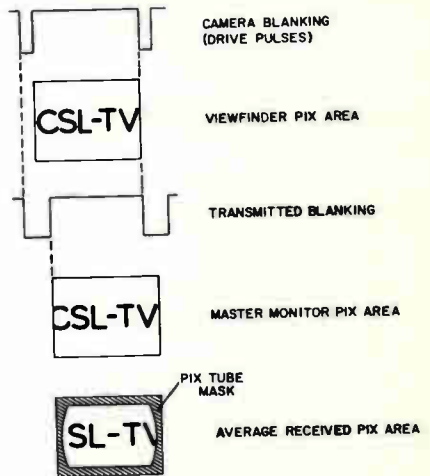 CAMERA BLANKING
(DRIVE PULSES)
CSL-TV
VIEWFINDER PIX AREA
TRANSMITTED BLANKING
CSL-TV
MASTER MONITOR PIX AREA
PIX TUBE
MASK
SL-TV
AVERAGE RECEIVED PIX AREA